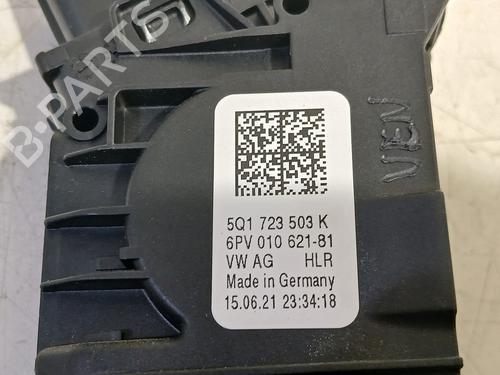 B-PARTS
VEN
5Q1 723 503 K
6PV 010 621-81
VW AG HLR
Made in Germany
15.06.21 23:34:18